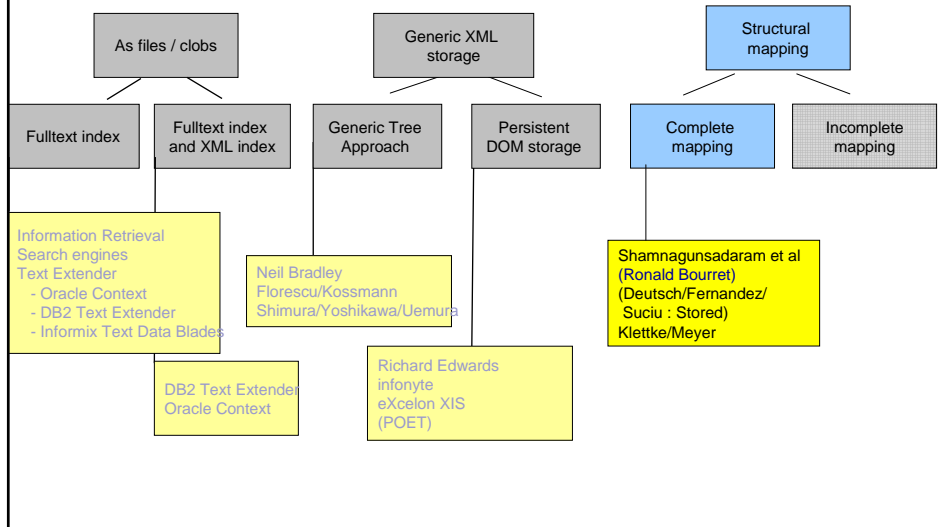 As files / clobs
Generic XML
storage
Structural
mapping
Fulltext index
Fulltext index
and XML index
Generic Tree
Approach
Persistent
DOM storage
Complete
mapping
Incomplete
mapping
Information Retrieval
Search engines
Text Extender
- Oracle Context
- DB2 Text Extender
- Informix Text Data Blades
Neil Bradley
Florescu/Kossmann
Shimura/Yoshikawa/Uemura
Shamnagunsadaram et al
(Ronald Bourret)
(Deutsch/Fernandez/
Suciu : Stored)
Klettke/Meyer
DB2 Text Extender
Oracle Context
Richard Edwards
infonyte
eXcelon XIS
(POET)